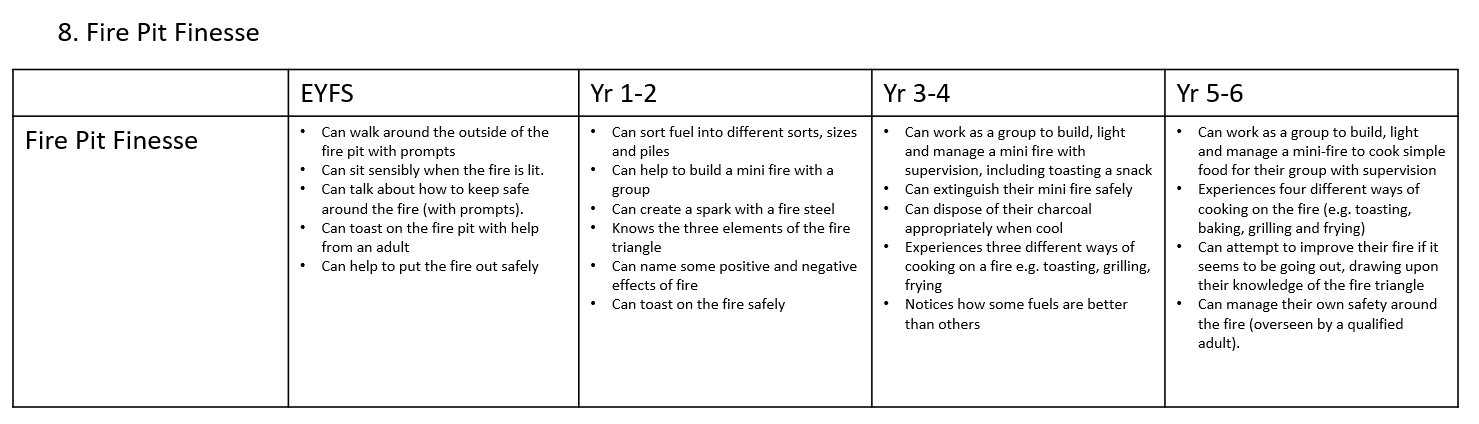 8. Fire Pit Finesse
EYFS
Yr 1-2
Yr 3-4
Yr 5-6
Fire Pit Finesse
• Can walk around the outside of the
fire pit with prompts
• Can sit sensibly when the fire is lit.
• Can talk about how to keep safe
around the fire (with prompts).
• Can toast on the fire pit with help
from an adult
• Can help to put the fire out safely
• Can sort fuel into different sorts, sizes
and piles
• Can help to build a mini fire with a
group
• Can create a spark with a fire steel
• Knows the three elements of the fire
triangle
• Can name some positive and negative
effects of fire
• Can toast on the fire safely
• Can work as a group to build, light
and manage a mini fire with
supervision, including toasting a snack
• Can extinguish their mini fire safely
• Can dispose of their charcoal
appropriately when cool
• Experiences three different ways of
cooking on a fire e.g. toasting, grilling,
frying
• Notices how some fuels are better
than others
• Can work as a group to build, light
and manage a mini-fire to cook simple
food for their group with supervision
• Experiences four different ways of
cooking on the fire (e.g. toasting,
baking, grilling and frying)
• Can attempt to improve their fire if it
seems to be going out, drawing upon
their knowledge of the fire triangle
• Can manage their own safety around
the fire (overseen by a qualified
adult).